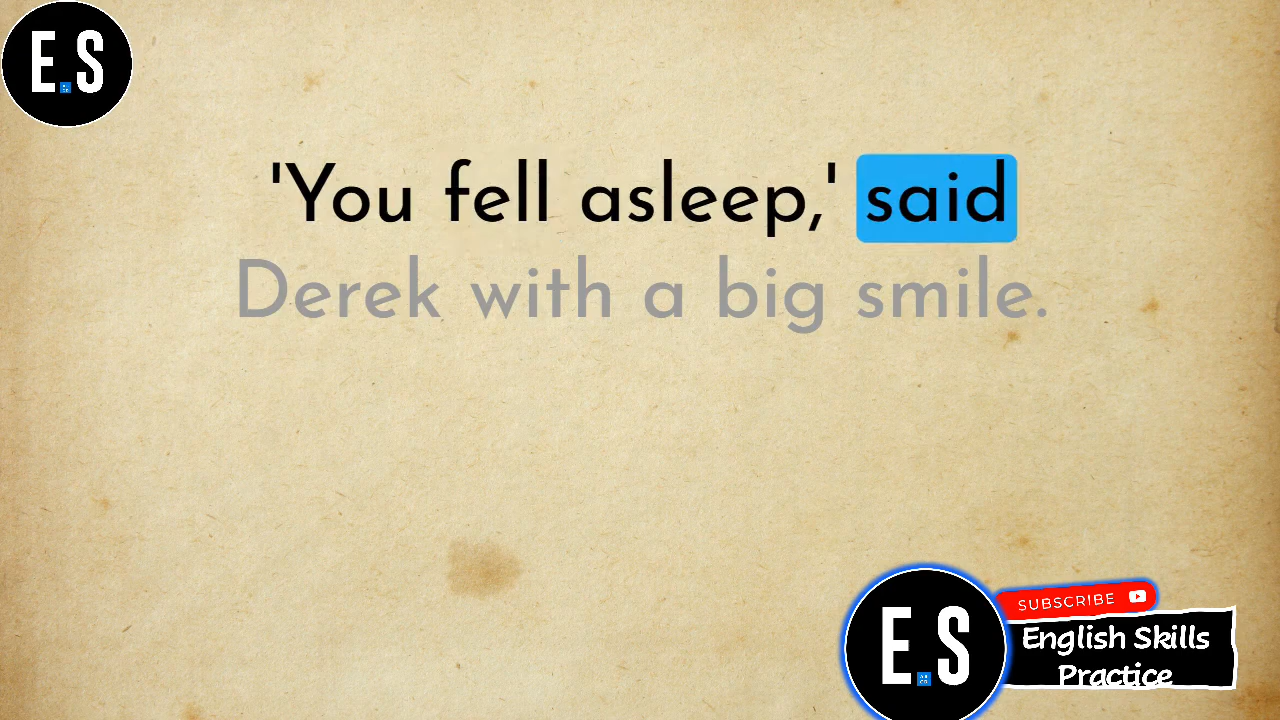 E.S
'You fell asleep,' said
Derek with a big smile.
SUBSCRIBE
E.S
English Skills
Practice